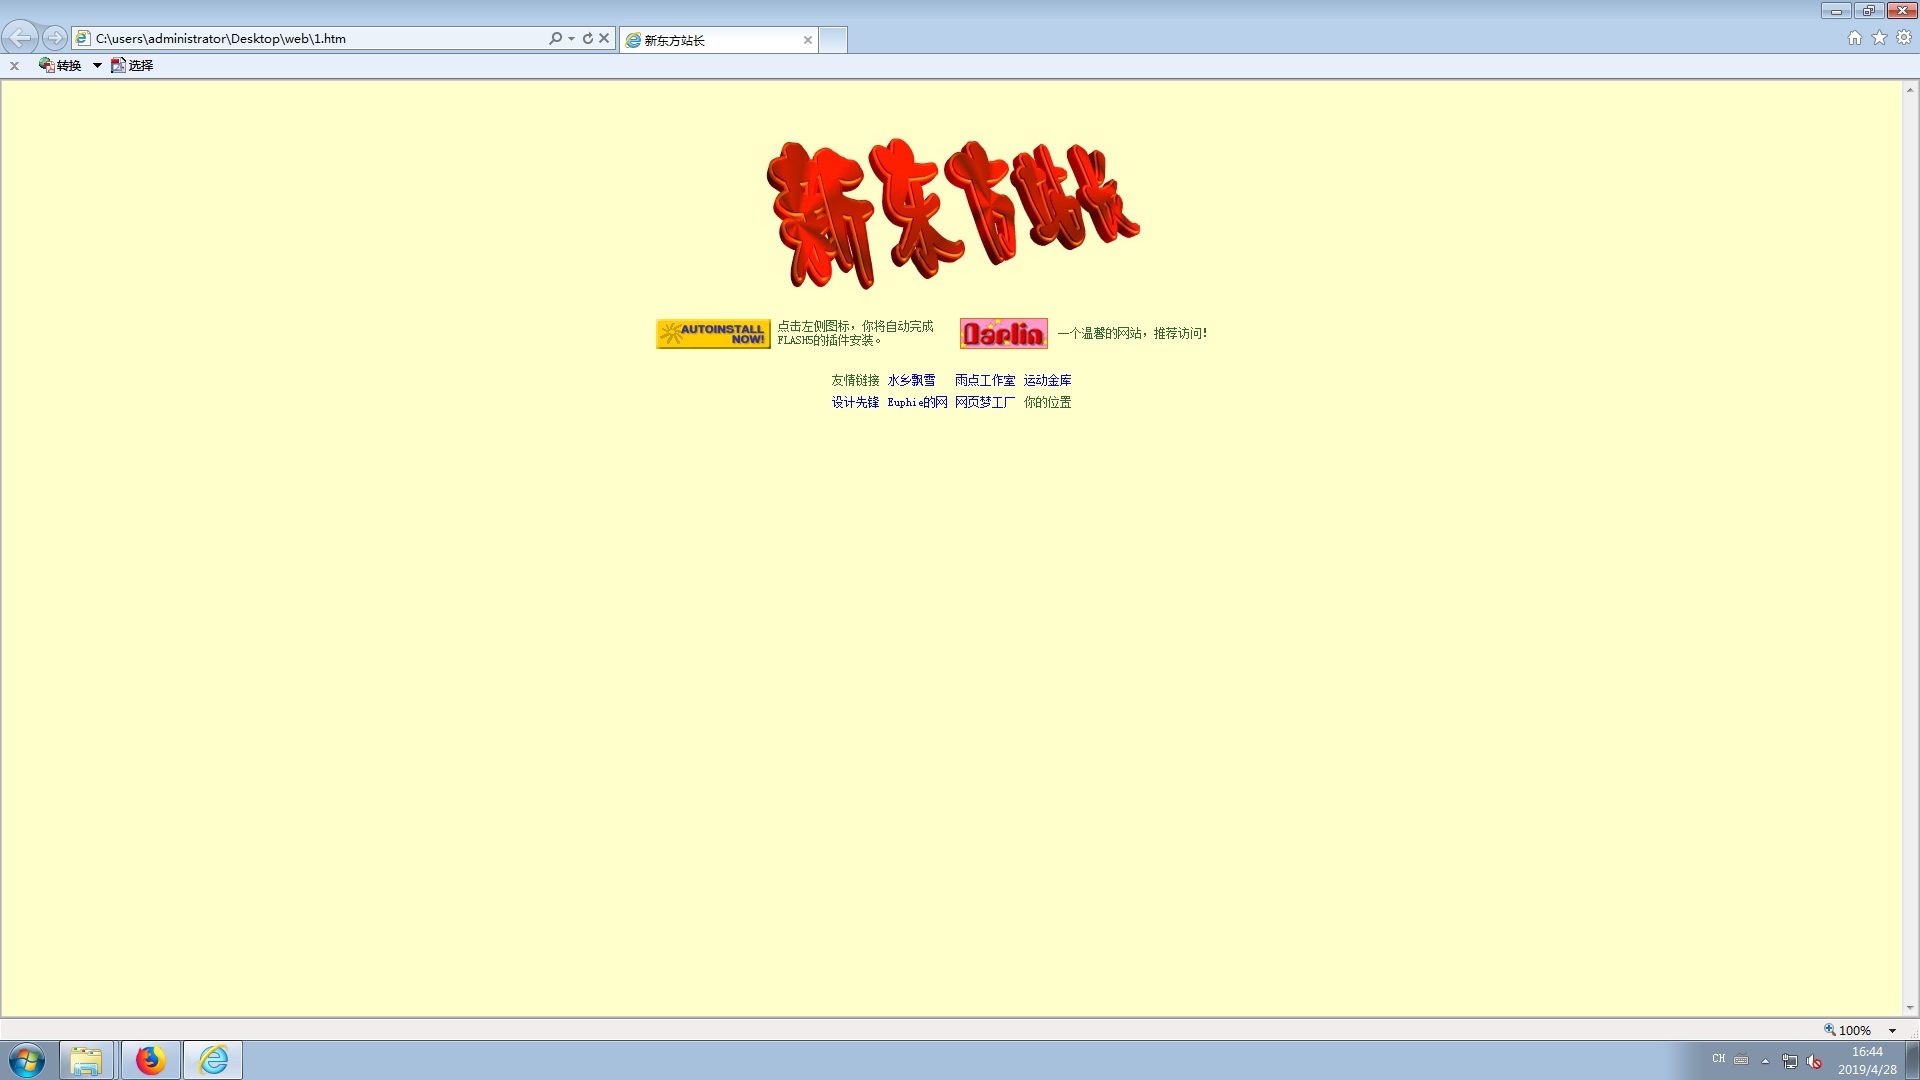 C:\users\administrator\Desktop\web\1.htm
新东方站长
转换
选择
新东方站长
AUTOINSTALL
NOW!
点击左侧图标，你将自动完成
FLASH5的插件安装。
Darlin
一个温馨的网站，推荐访问!
友情链接 水乡飘雪 雨点工作室 运动金库
设计先锋 Euphie的网 网页梦工厂 你的位置
100%
CH
16:44
2019/4/28